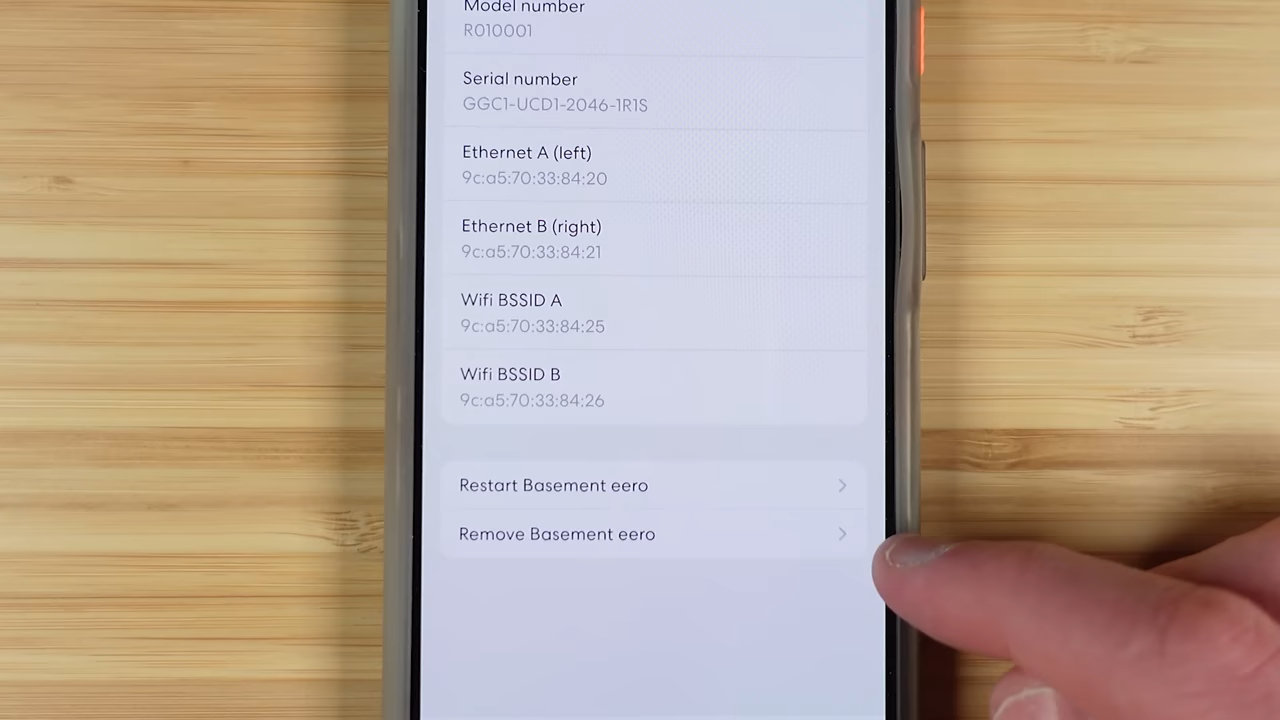 Model number
R010001
Serial number
GGC1-UCD1-2046-1R1S
Ethernet A (left)
9c:a5:70:33:84:20
Ethernet B (right)
9c:a5:70:33:84:21
Wifi BSSID A
9c:a5:70:33:84:25
Wifi BSSID B
9c:a5:70:33:84:26
Restart Basement eero
Remove Basement eero